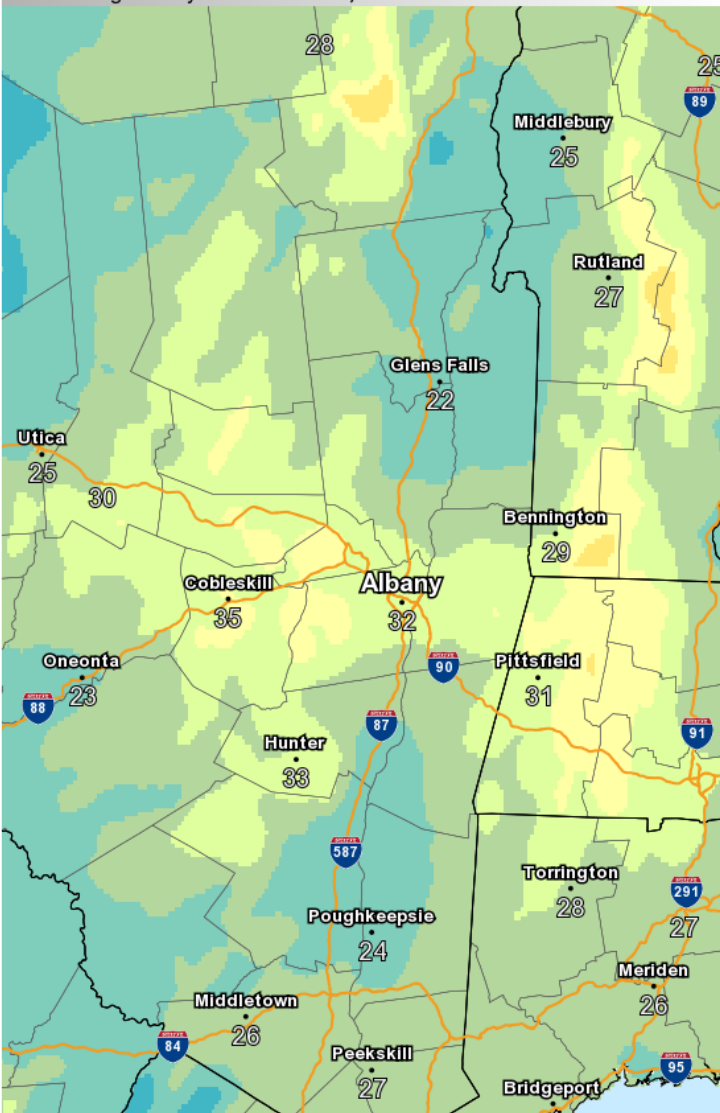 28
25
89
Middlebury
25
Rutland
27
Glens Falls
22
Utica
25
30
Bennington
29
Cobleskill
35
Albany
32
Oneonta
23
88
90
Pittsfield
31
87
91
Hunter
33
587
Torrington
28
291
27
Poughkeepsie
24
Meriden
26
Middletown
26
84
Peekskill
27
95
Bridgeport